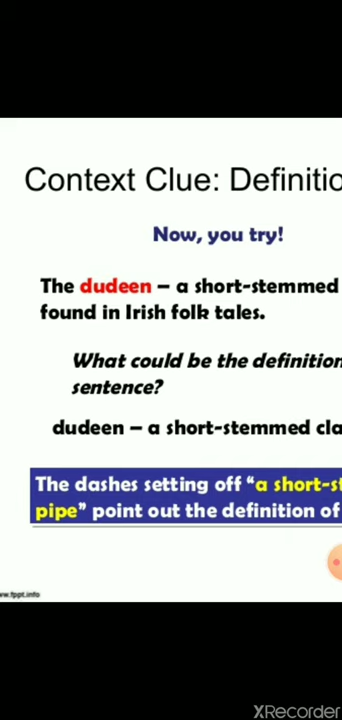 Context Clue: Definitio
Now, you try!
The dudeen – a short-stemmed
found in Irish folk tales.
What could be the definition
sentence?
dudeen – a short-stemmed cla
The dashes setting off "a short-st
pipe" point out the definition of
ww.fppt.info
XRecorder